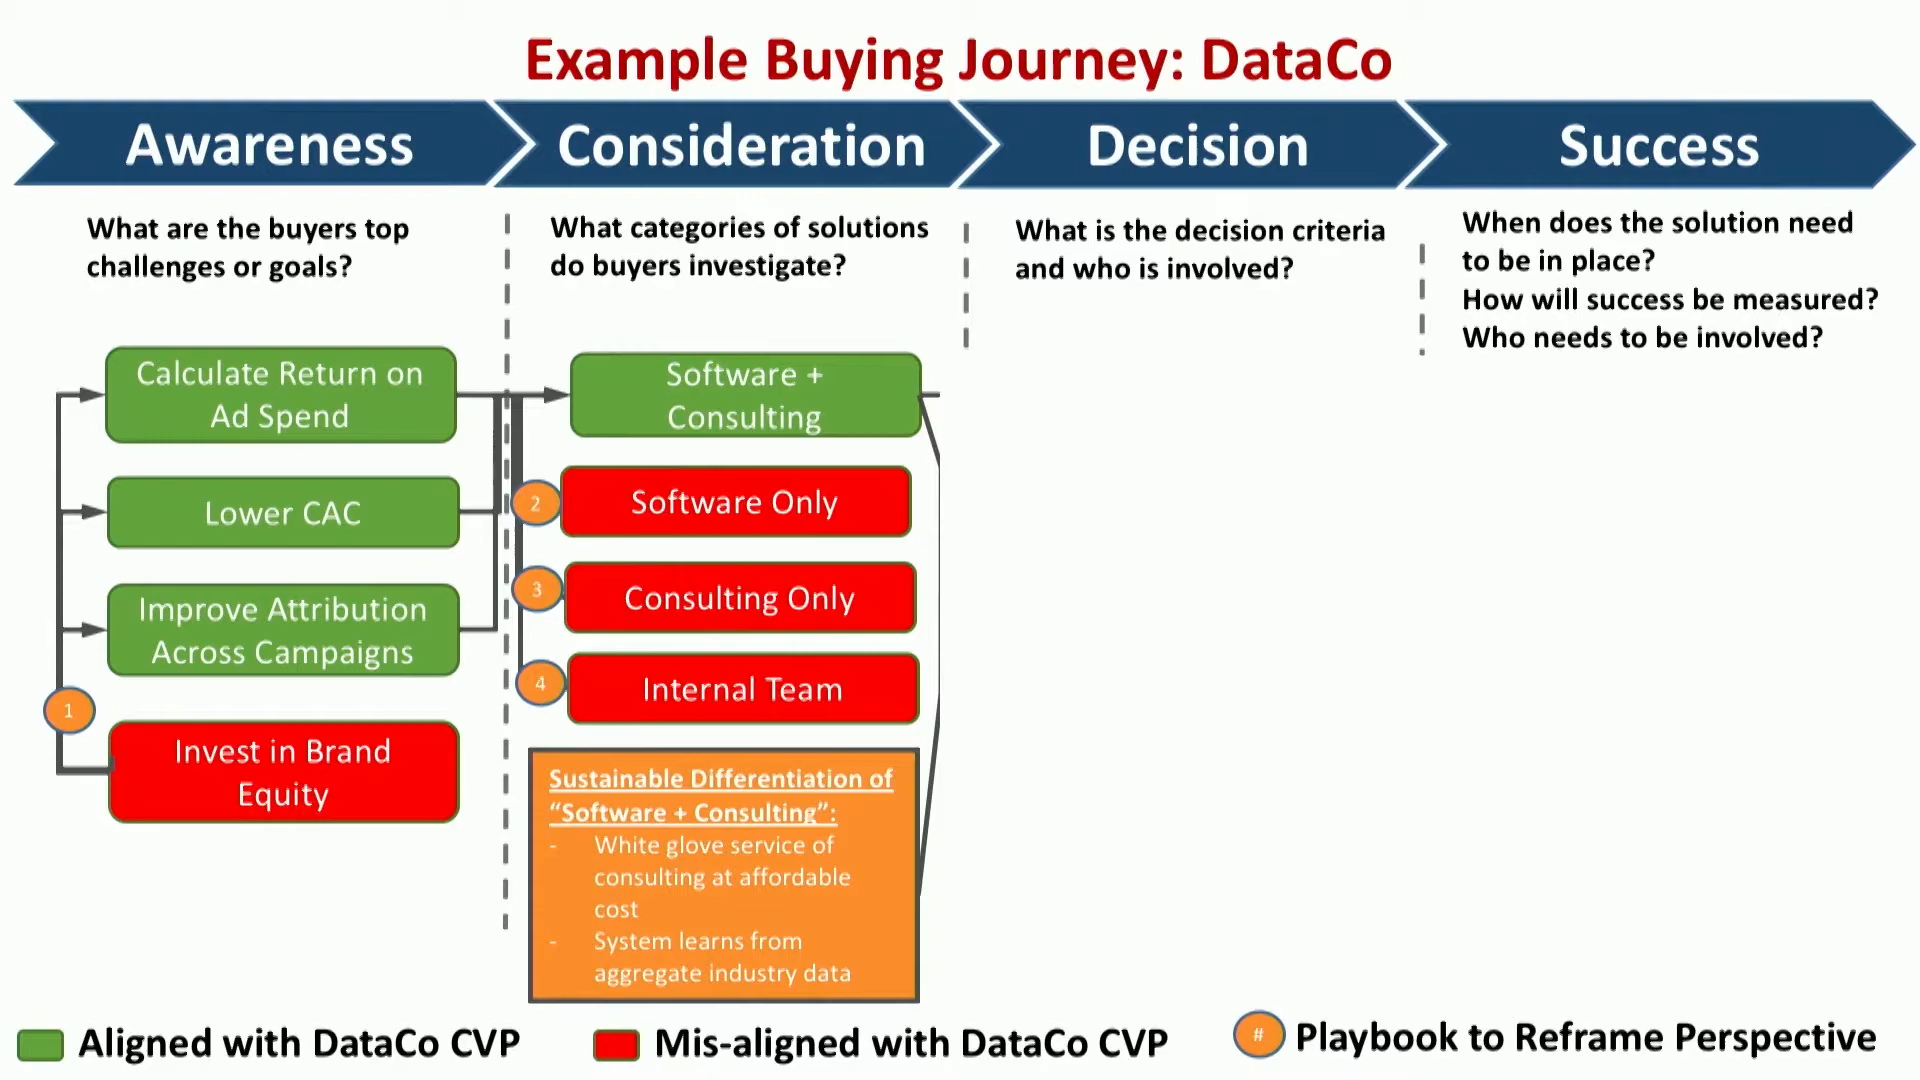 Example Buying Journey: DataCo
Awareness
Consideration
Decision
Success
What are the buyers top
challenges or goals?
What categories of solutions
do buyers investigate?
What is the decision criteria
and who is involved?
When does the solution need
to be in place?
How will success be measured?
Who needs to be involved?
Calculate Return on
Ad Spend
Lower CAC
Improve Attribution
Across Campaigns
1
Invest in Brand
Equity
Software +
Consulting
2
Software Only
3
Consulting Only
4
Internal Team
Sustainable Differentiation of
“Software + Consulting”:
- White glove service of
consulting at affordable
cost
- System learns from
aggregate industry data
Aligned with DataCo CVP
Mis-aligned with DataCo CVP
# Playbook to Reframe Perspective